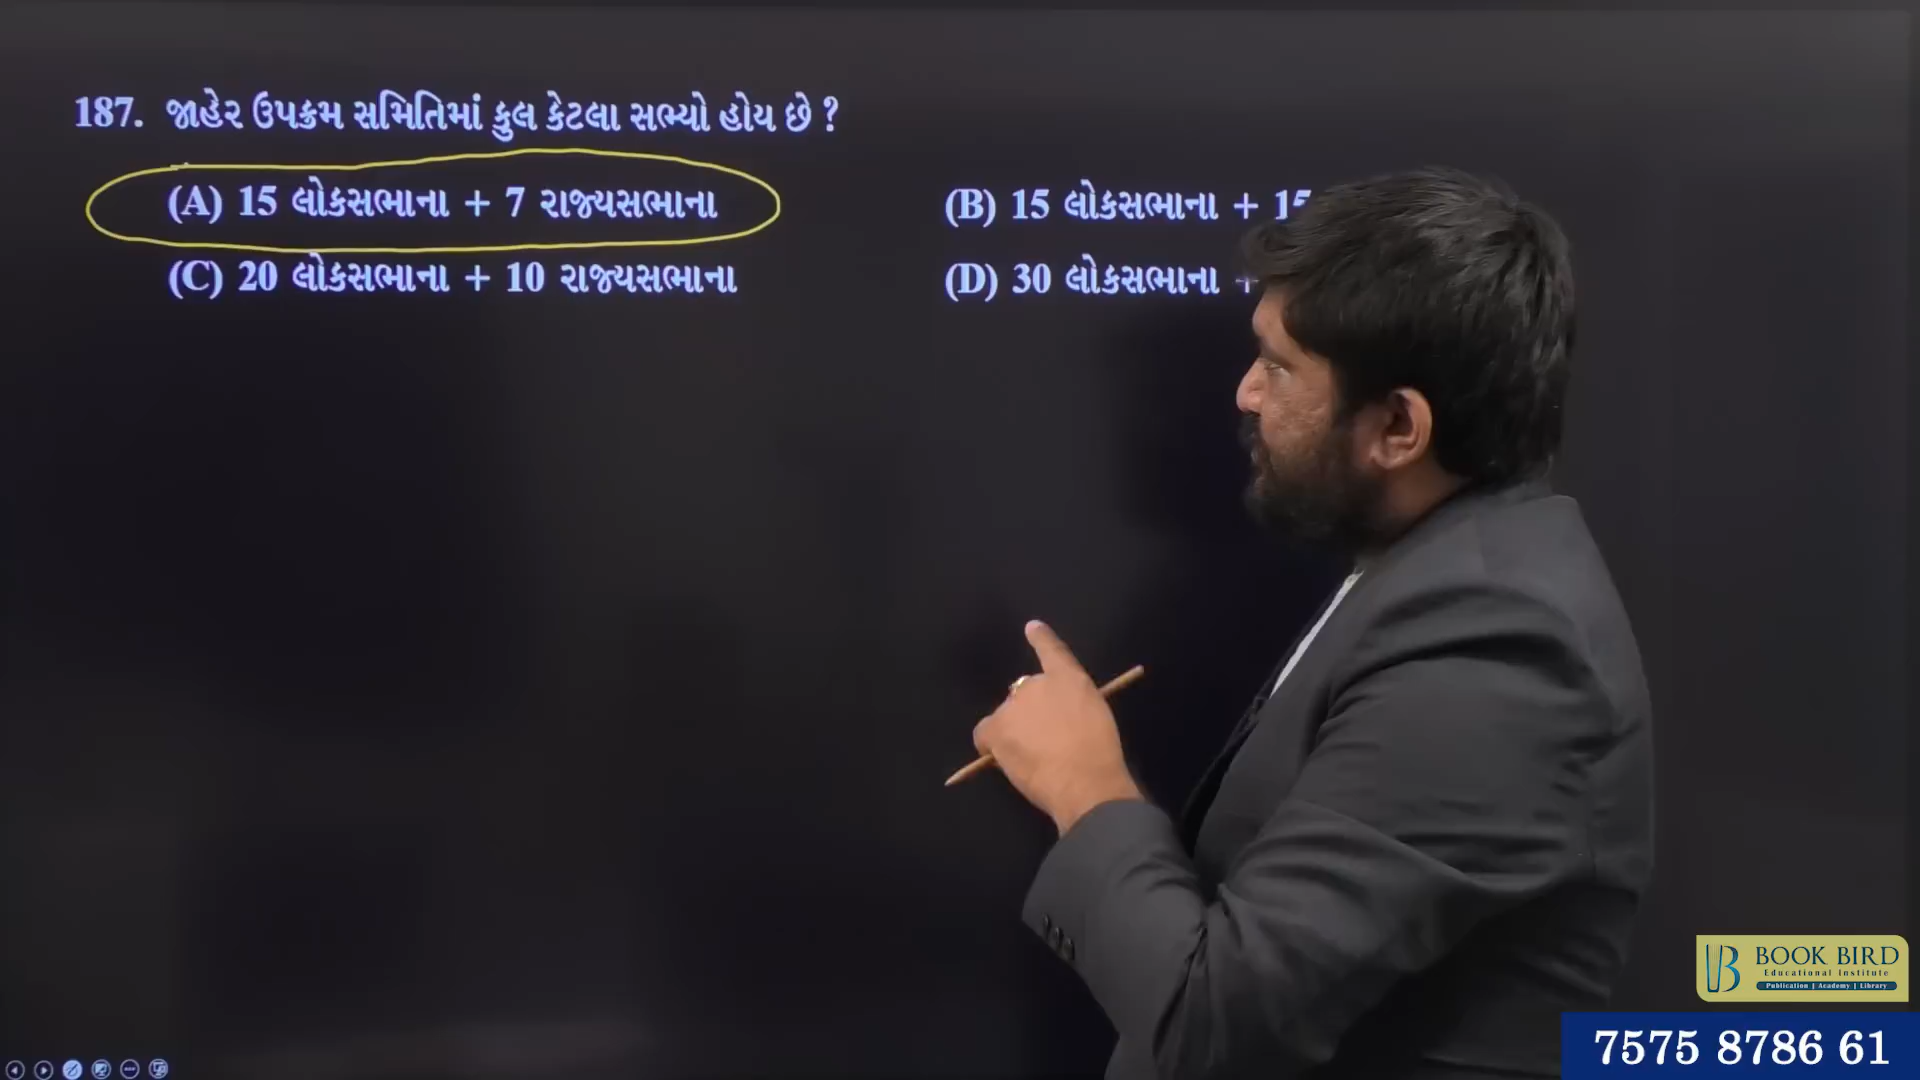 187. જાહેર ઉપક્રમ સમિતિમાં કુલ કેટલા સભ્યો હોય છે ?
(A) 15 લોકસભાના + 7 રાજ્યસભાના
(B) 15 લોકસભાના + 15
(C) 20 લોકસભાના + 10 રાજ્યસભાના
(D) 30 લોકસભાના +
BOOK BIRD
Educational Institute
Publication | Academy | Library
7575 8786 61